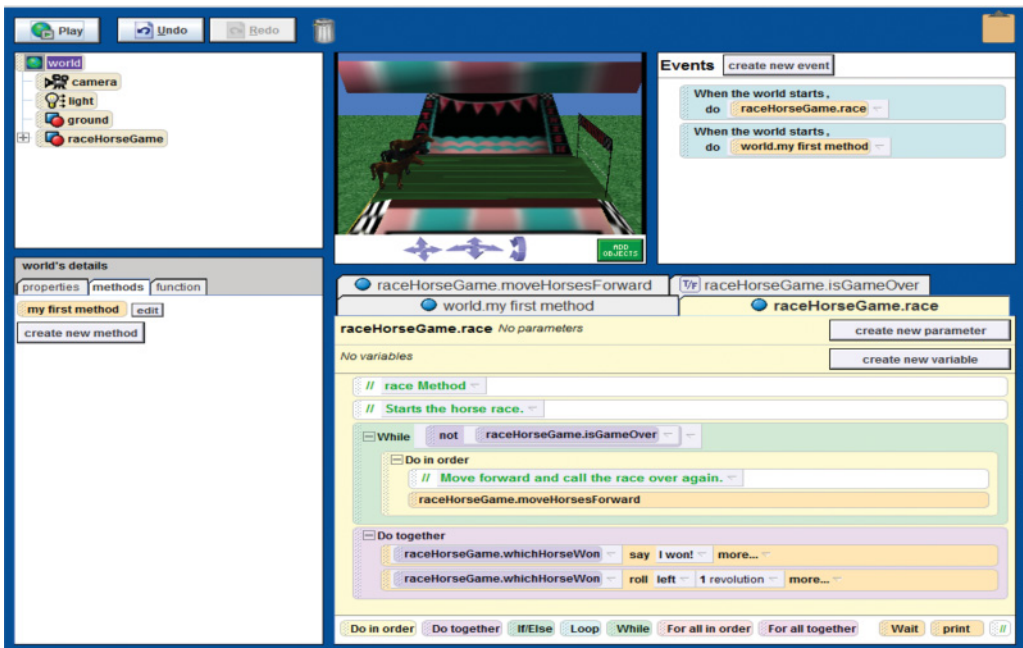 Play Undo Redo
world
camera
light
ground
raceHorseGame
ADD
OBJECTS
Events create new event
When the world starts,
do raceHorseGame.race
When the world starts,
do world.my first method
world's details
properties methods function
my first method edit
create new method
raceHorseGame.moveHorsesForward T/F raceHorseGame.isGameOver
world.my first method raceHorseGame.race
raceHorseGame.race No parameters create new parameter
No variables create new variable
// race Method
// Starts the horse race.
While not raceHorseGame.isGameOver
Do in order
// Move forward and call the race over again.
raceHorseGame.moveHorsesForward
Do together
raceHorseGame.whichHorseWon say I won! more...
raceHorseGame.whichHorseWon roll left 1 revolution more...
Do in order Do together If/Else Loop While For all in order For all together Wait print //